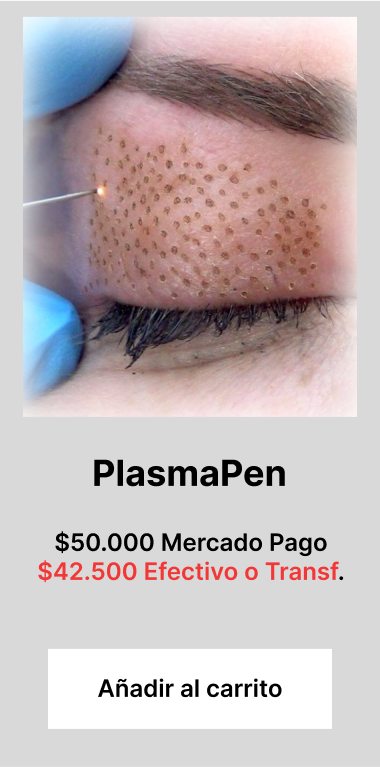 PlasmaPen
$50.000 Mercado Pago
$42.500 Efectivo o Transf.
Añadir al carrito